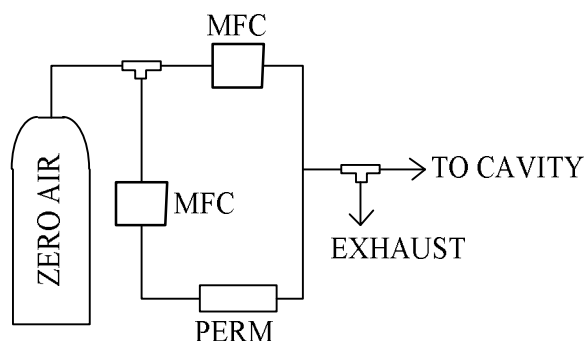 MFC
ZERO AIR
MFC
TO CAVITY
EXHAUST
PERM